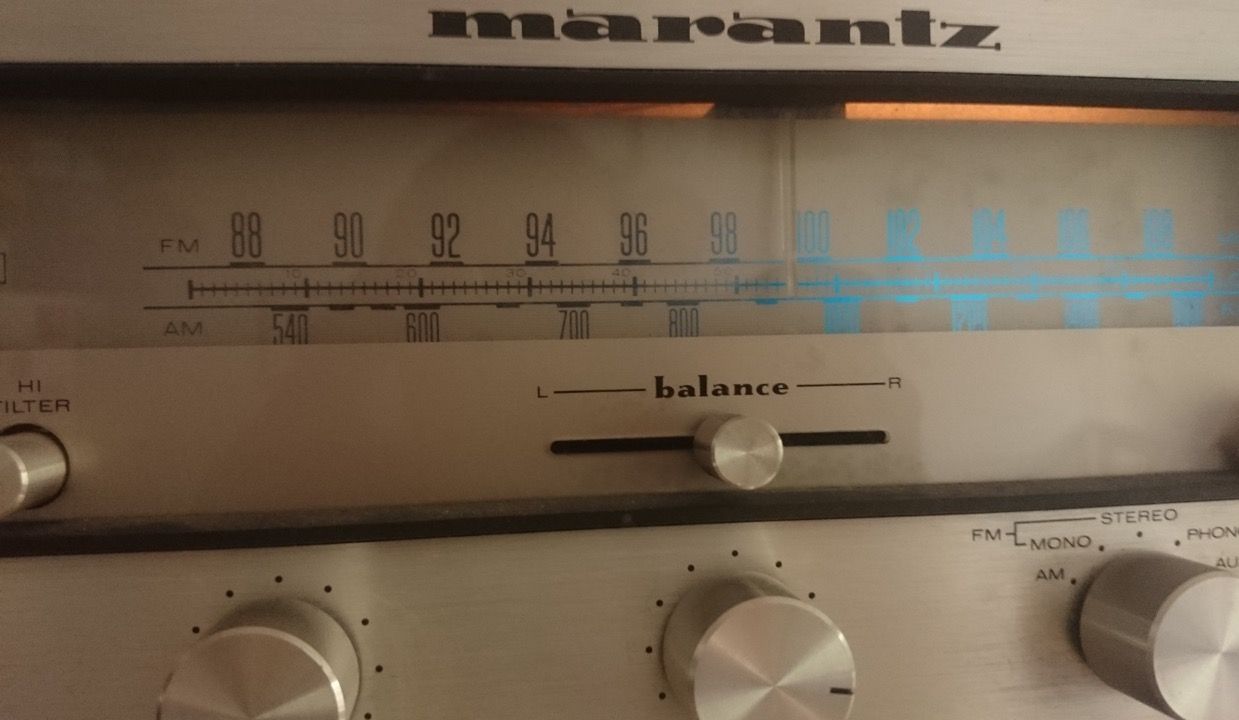 marantz
FM 88 90 92 94 96 98 100 102 104 106 108
10 20 30 40 50
AM 540 600 700 800
HI
FILTER
L balance R
FM STEREO
MONO PHONO
AM AU